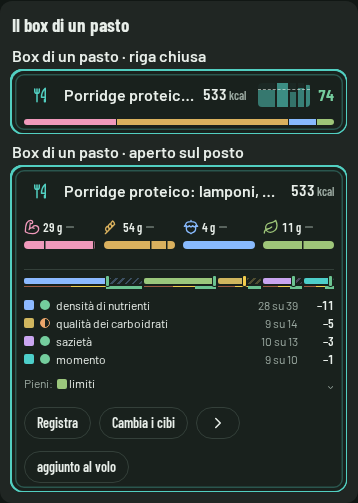 Il box di un pasto
Box di un pasto · riga chiusa
Porridge proteic... 533 kcal 74
Box di un pasto · aperto sul posto
Porridge proteico: lamponi, ... 533 kcal
29 g — 54 g — 4 g — 11 g —
densità di nutrienti 28 su 39 −11
qualità dei carboidrati 9 su 14 −5
sazietà 10 su 13 −3
momento 9 su 10 −1
Pieni: limiti
Registra Cambia i cibi
aggiunto al volo